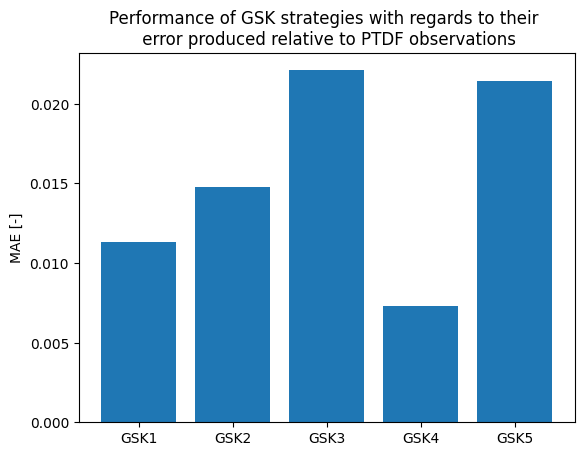 Performance of GSK strategies with regards to their
error produced relative to PTDF observations
MAE [-]
0.020
0.015
0.010
0.005
0.000
GSK1 GSK2 GSK3 GSK4 GSK5